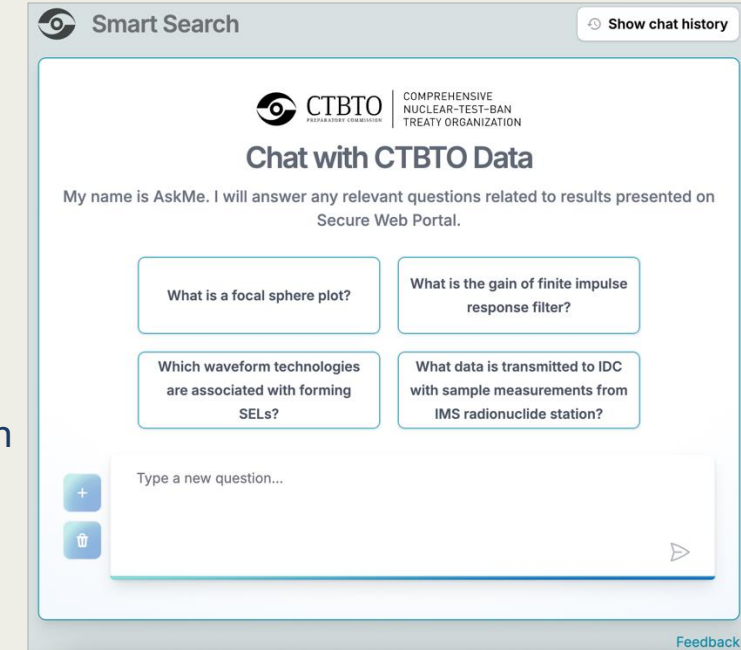 Smart Search
Show chat history
CTBTO
PREPARATORY COMMISSION
COMPREHENSIVE
NUCLEAR-TEST-BAN
TREATY ORGANIZATION
Chat with CTBTO Data
My name is AskMe. I will answer any relevant questions related to results presented on
Secure Web Portal.
What is a focal sphere plot?
What is the gain of finite impulse
response filter?
Which waveform technologies
are associated with forming
SELs?
What data is transmitted to IDC
with sample measurements from
IMS radionuclide station?
n
Type a new question...
Feedback